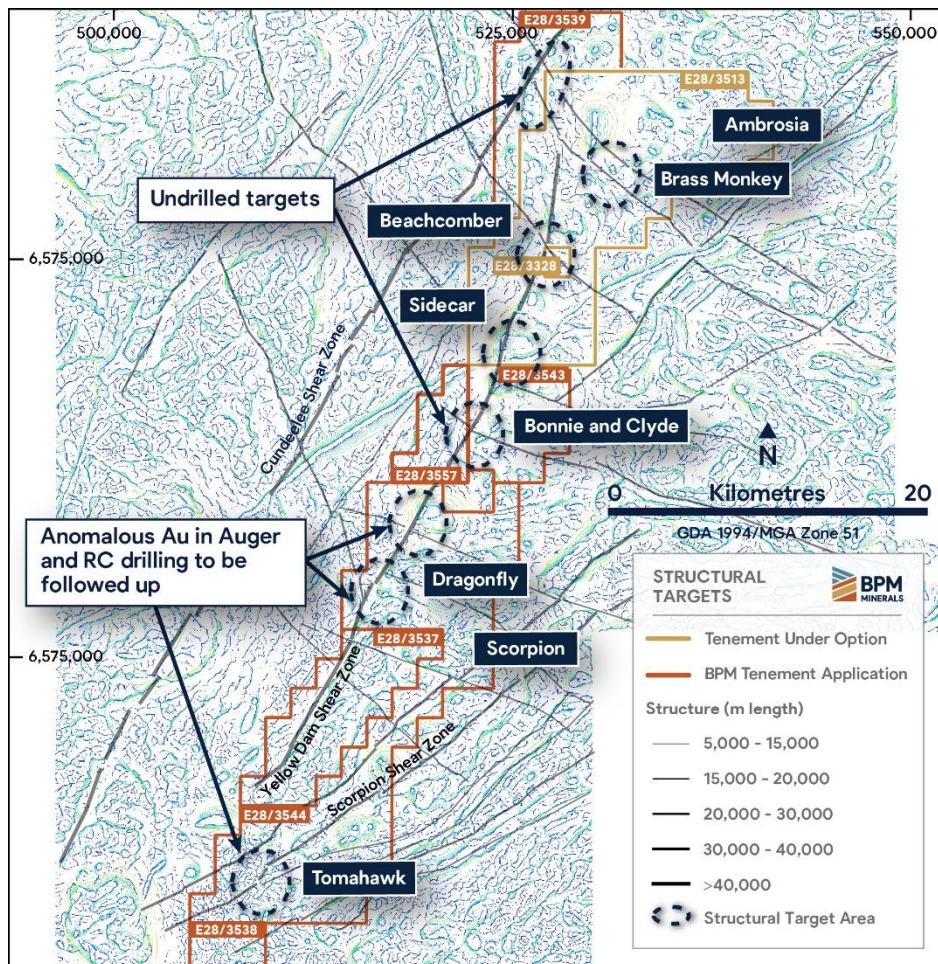 500,000
E28/3539
525,000
550,000
E28/3513
Ambrosia
Undrilled targets
Brass Monkey
Beachcomber
6,575,000
E28/3328
Sidecar
Cundeelee Shear Zone
E28/3543
Bonnie and Clyde
N
E28/3557
0 Kilometres 20
GDA 1994/MGA Zone 51
Anomalous Au in Auger
and RC drilling to be
followed up
Dragonfly
E28/3537
Scorpion
6,575,000
Yellow Dam Shear Zone
Scorpion Shear Zone
E28/3544
Tomahawk
E28/3538
STRUCTURAL
TARGETS
BPM
MINERALS
Tenement Under Option
BPM Tenement Application
Structure (m length)
5,000 - 15,000
15,000 - 20,000
20,000 - 30,000
30,000 - 40,000
>40,000
Structural Target Area